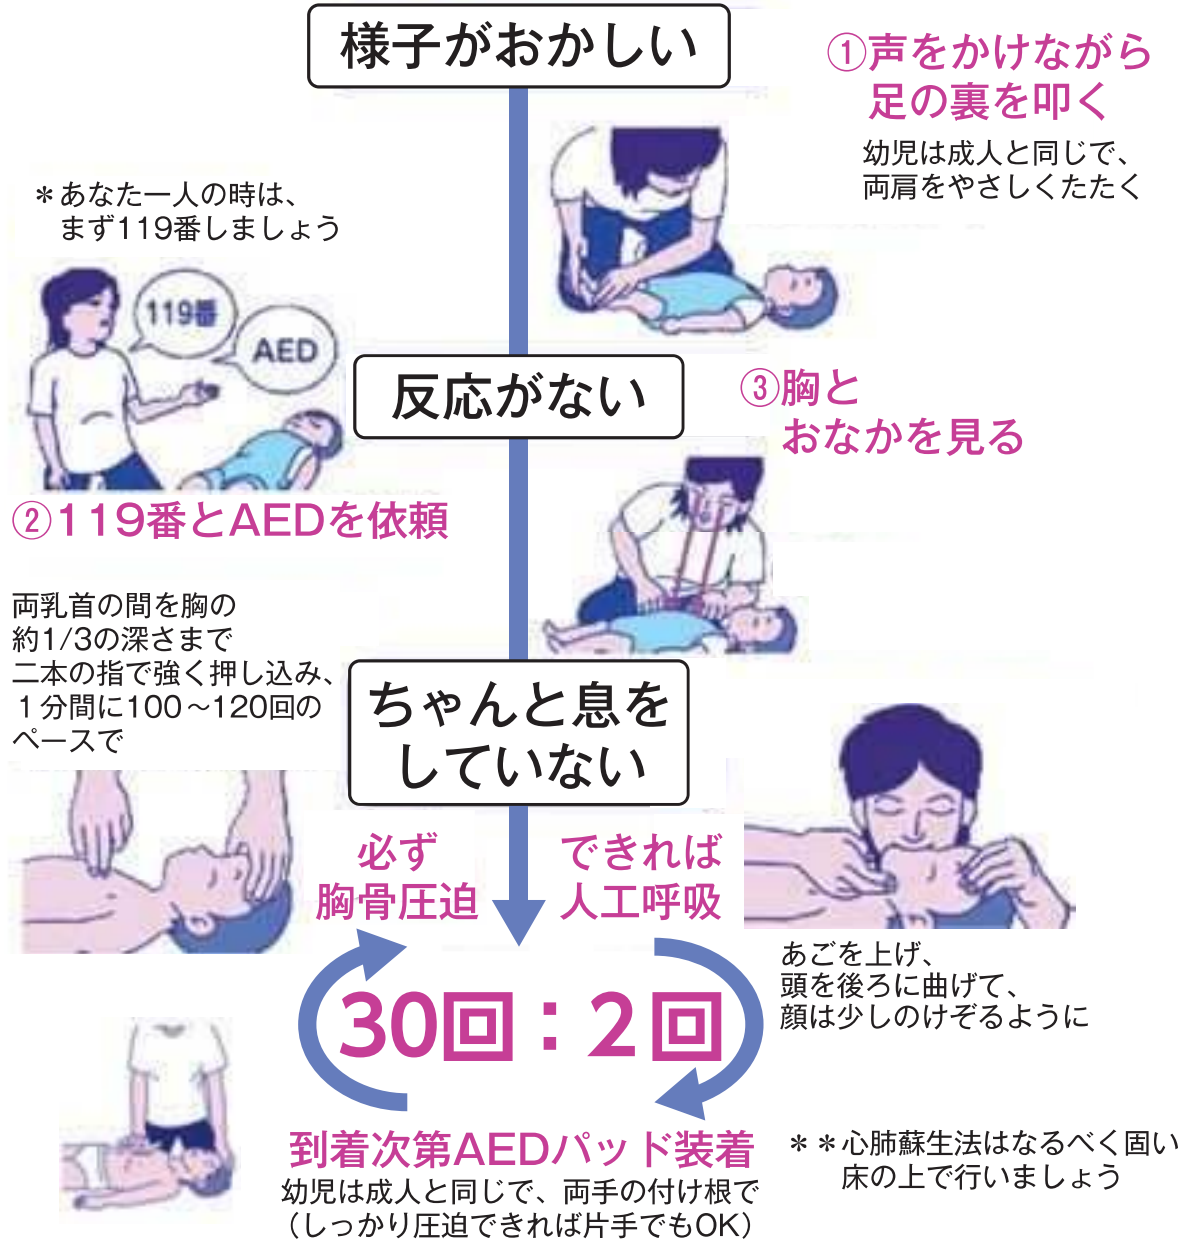 様子がおかしい
①声をかけながら
足の裏を叩く
幼児は成人と同じで、
両肩をやさしくたたく
＊あなた一人の時は、
まず119番しましょう
119番
AED
反応がない
②119番とAEDを依頼
③胸と
おなかを見る
両乳首の間を胸の
約1/3の深さまで
二本の指で強く押し込み、
１分間に100～120回の
ペースで
ちゃんと息を
していない
必ず
胸骨圧迫
できれば
人工呼吸
30回：2回
あごを上げ、
頭を後ろに曲げて、
顔は少しのけぞるように
到着次第AEDパッド装着
幼児は成人と同じで、両手の付け根で
（しっかり圧迫できれば片手でもOK）
＊＊心肺蘇生法はなるべく固い
床の上で行いましょう